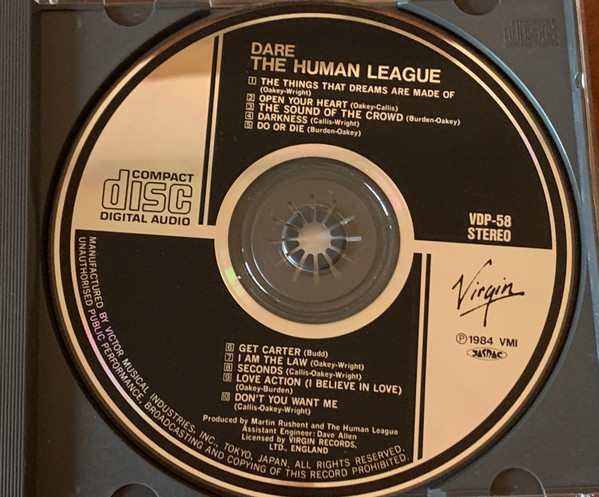 DARE
THE HUMAN LEAGUE
1 THE THINGS THAT DREAMS ARE MADE OF
(Oakey-Wright)
2 OPEN YOUR HEART (Oakey-Callis)
3 THE SOUND OF THE CROWD (Burden-Oakey)
4 DARKNESS (Callis-Wright)
5 DO OR DIE (Burden-Oakey)
COMPACT
disc
DIGITAL AUDIO
VDP-58
STEREO
Virgin
Ⓟ1984 VMI
JASRAC
6 GET CARTER (Budd)
7 I AM THE LAW (Oakey-Wright)
8 SECONDS (Callis-Oakey-Wright)
9 LOVE ACTION (I BELIEVE IN LOVE)
(Oakey-Burden)
10 DON'T YOU WANT ME
(Callis-Oakey-Wright)
Produced by Martin Rushent and The Human League
Assistant Engineer: Dave Allen
Licensed by VIRGIN RECORDS.
LTD., ENGLAND
MANUFACTURED BY VICTOR MUSICAL INDUSTRIES, INC., TOKYO, JAPAN, ALL RIGHTS RESERVED.
UNAUTHORISED PUBLIC PERFORMANCE, BROADCASTING AND COPYING OF THIS RECORD PROHIBITED.
COMPACT
disc